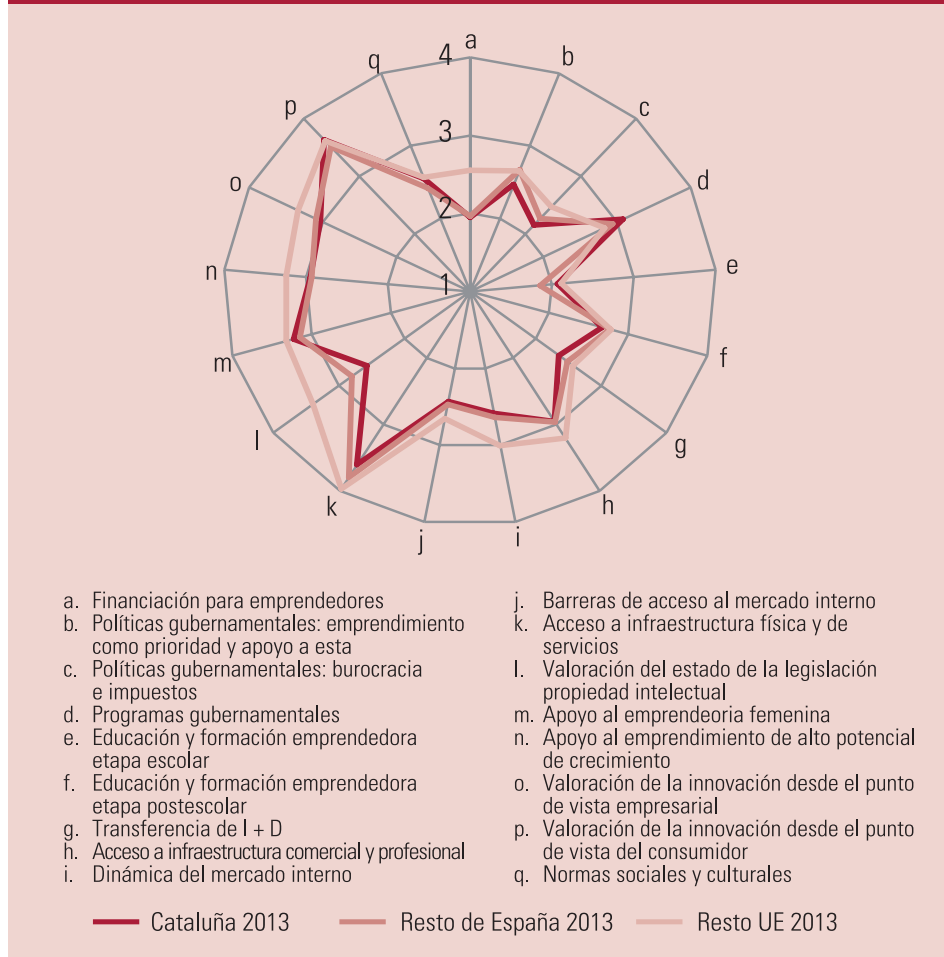 a
b
c
d
e
f
g
h
i
j
k
l
m
n
o
p
q
4
3
2
1
a. Financiación para emprendedores
b. Políticas gubernamentales: emprendimiento
como prioridad y apoyo a esta
c. Políticas gubernamentales: burocracia
e impuestos
d. Programas gubernamentales
e. Educación y formación emprendedora
etapa escolar
f. Educación y formación emprendedora
etapa postescolar
g. Transferencia de I + D
h. Acceso a infraestructura comercial y profesional
i. Dinámica del mercado interno
j. Barreras de acceso al mercado interno
k. Acceso a infraestructura física y de
servicios
l. Valoración del estado de la legislación
propiedad intelectual
m. Apoyo al emprendeoria femenina
n. Apoyo al emprendimiento de alto potencial
de crecimiento
o. Valoración de la innovación desde el punto
de vista empresarial
p. Valoración de la innovación desde el punto
de vista del consumidor
q. Normas sociales y culturales
Cataluña 2013
Resto de España 2013
Resto UE 2013